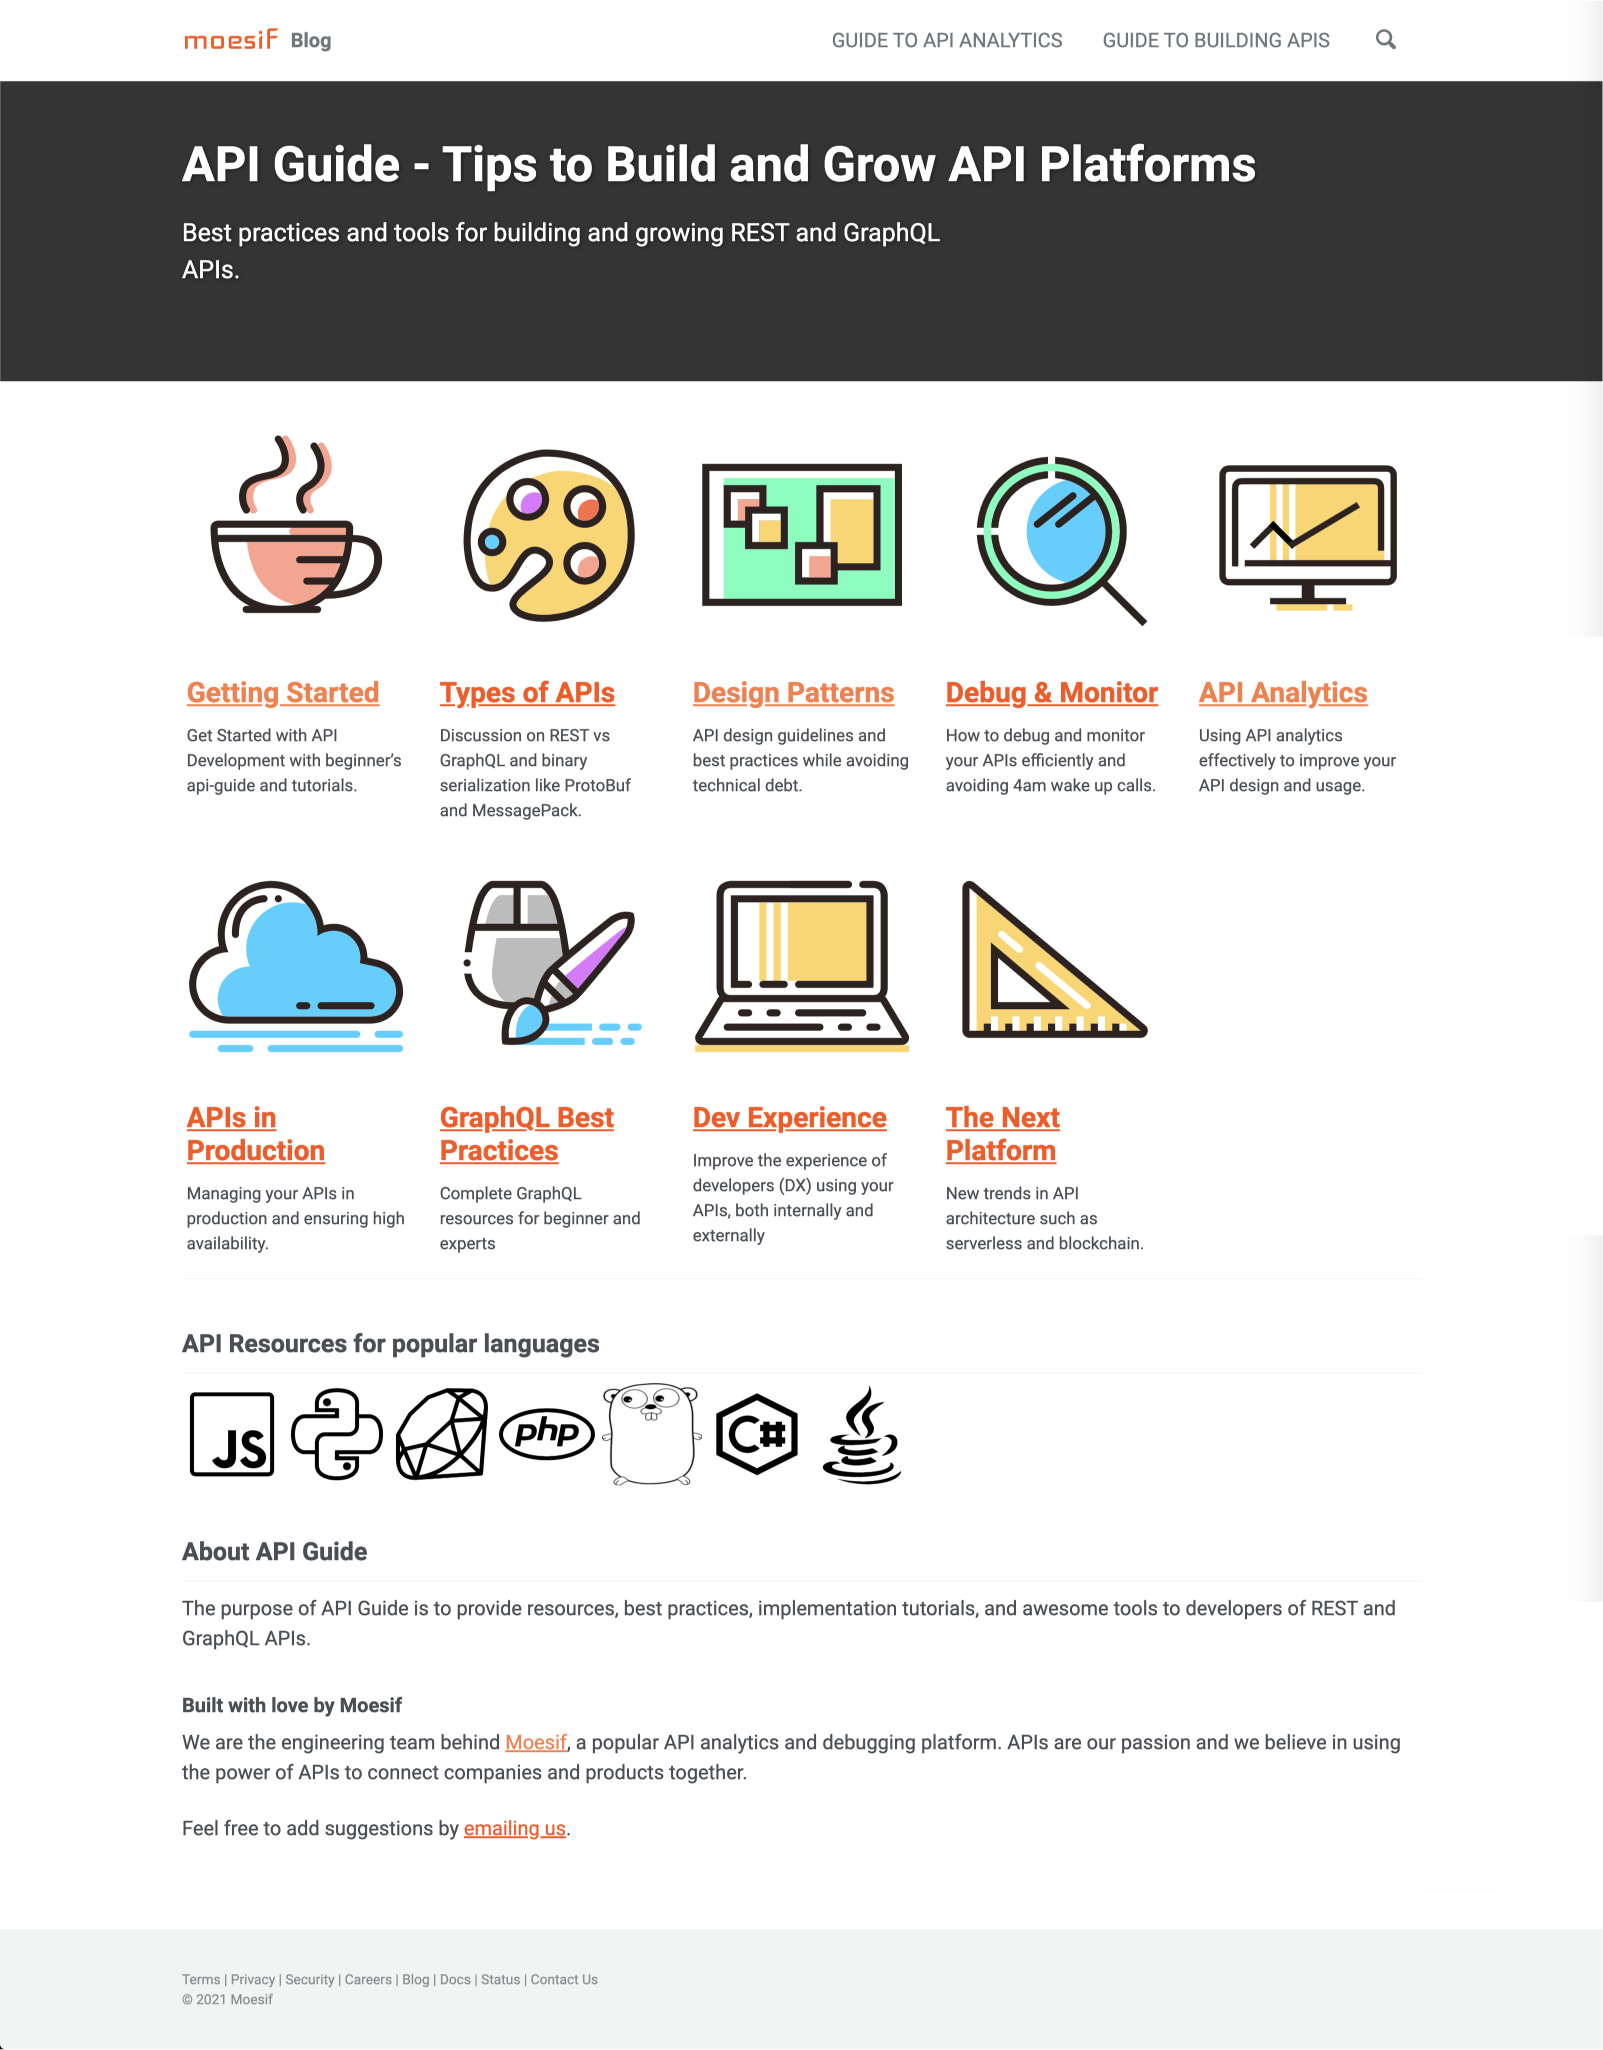 moesif Blog
GUIDE TO API ANALYTICS
GUIDE TO BUILDING APIS
API Guide - Tips to Build and Grow API Platforms
Best practices and tools for building and growing REST and GraphQL
APIs.
Getting Started
Get Started with API
Development with beginner’s
api-guide and tutorials.
Types of APIs
Discussion on REST vs
GraphQL and binary
serialization like ProtoBuf
and MessagePack.
Design Patterns
API design guidelines and
best practices while avoiding
technical debt.
Debug & Monitor
How to debug and monitor
your APIs efficiently and
avoiding 4am wake up calls.
API Analytics
Using API analytics
effectively to improve your
API design and usage.
APIs in
Production
Managing your APIs in
production and ensuring high
availability.
GraphQL Best
Practices
Complete GraphQL
resources for beginner and
experts
Dev Experience
Improve the experience of
developers (DX) using your
APIs, both internally and
externally
The Next
Platform
New trends in API
architecture such as
serverless and blockchain.
API Resources for popular languages
JS
php
C#
About API Guide
The purpose of API Guide is to provide resources, best practices, implementation tutorials, and awesome tools to developers of REST and
GraphQL APIs.
Built with love by Moesif
We are the engineering team behind Moesif, a popular API analytics and debugging platform. APIs are our passion and we believe in using
the power of APIs to connect companies and products together.
Feel free to add suggestions by emailing us.
Terms | Privacy | Security | Careers | Blog | Docs | Status | Contact Us
© 2021 Moesif